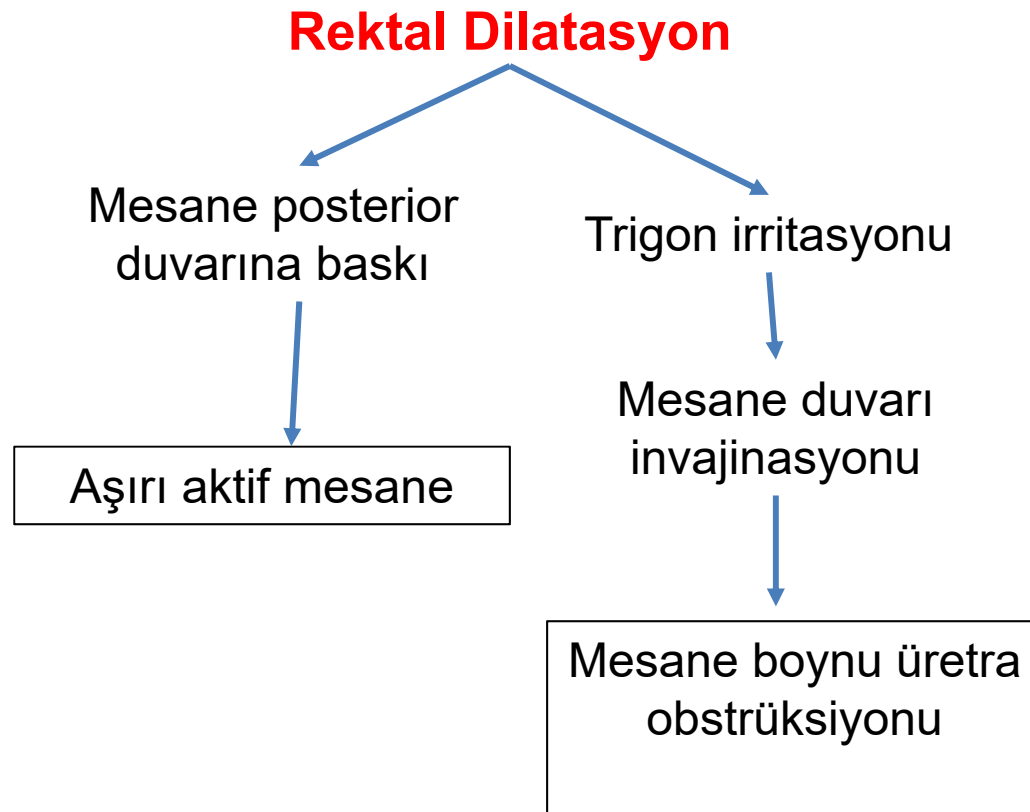 Rektal Dilatasyon
Mesane posterior
duvarına baskı
Trigon irritasyonu
Mesane duvarı
invajinasyonu
Aşırı aktif mesane
Mesane boynu üretra
obstrüksiyonu